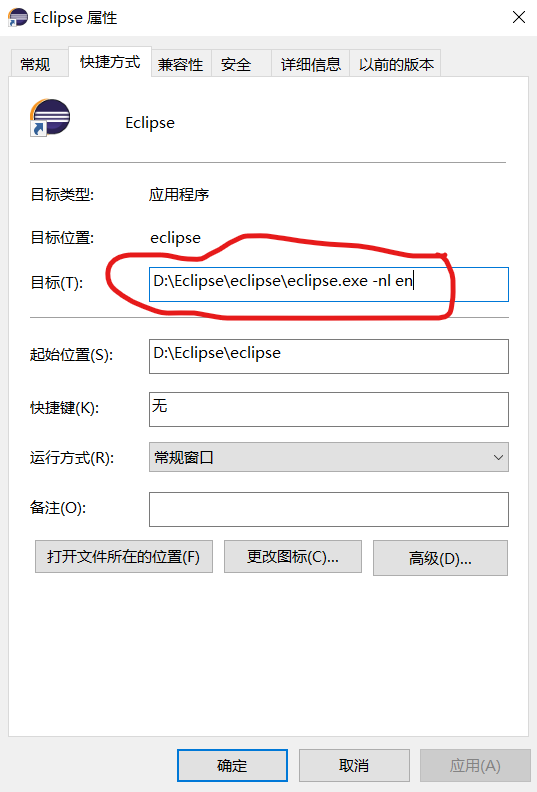 Eclipse 属性
常规
快捷方式
兼容性
安全
详细信息
以前的版本
Eclipse
目标类型: 应用程序
目标位置: eclipse
目标(T): D:\Eclipse\eclipse\eclipse.exe -nl en
起始位置(S): D:\Eclipse\eclipse
快捷键(K): 无
运行方式(R): 常规窗口
备注(O):
打开文件所在的位置(F) 更改图标(C)... 高级(D)...
确定 取消 应用(A)